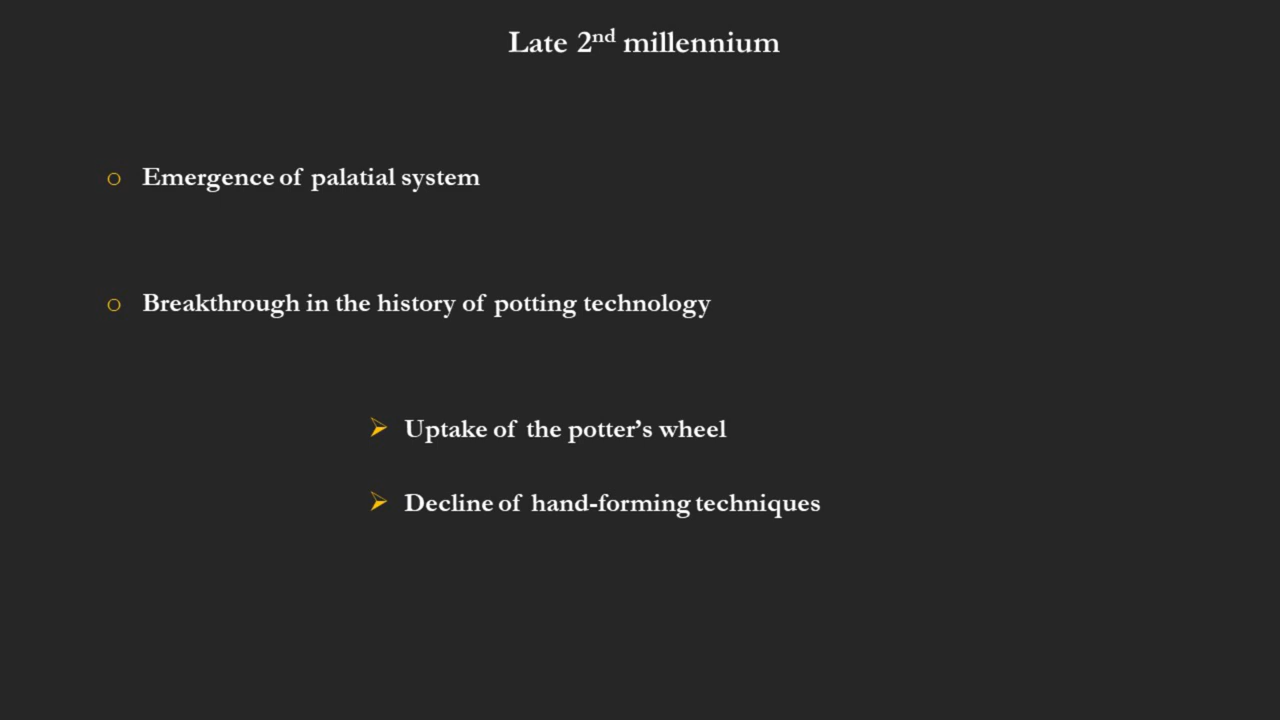 Late 2nd millennium
Emergence of palatial system
Breakthrough in the history of potting technology
Uptake of the potter’s wheel
Decline of hand-forming techniques